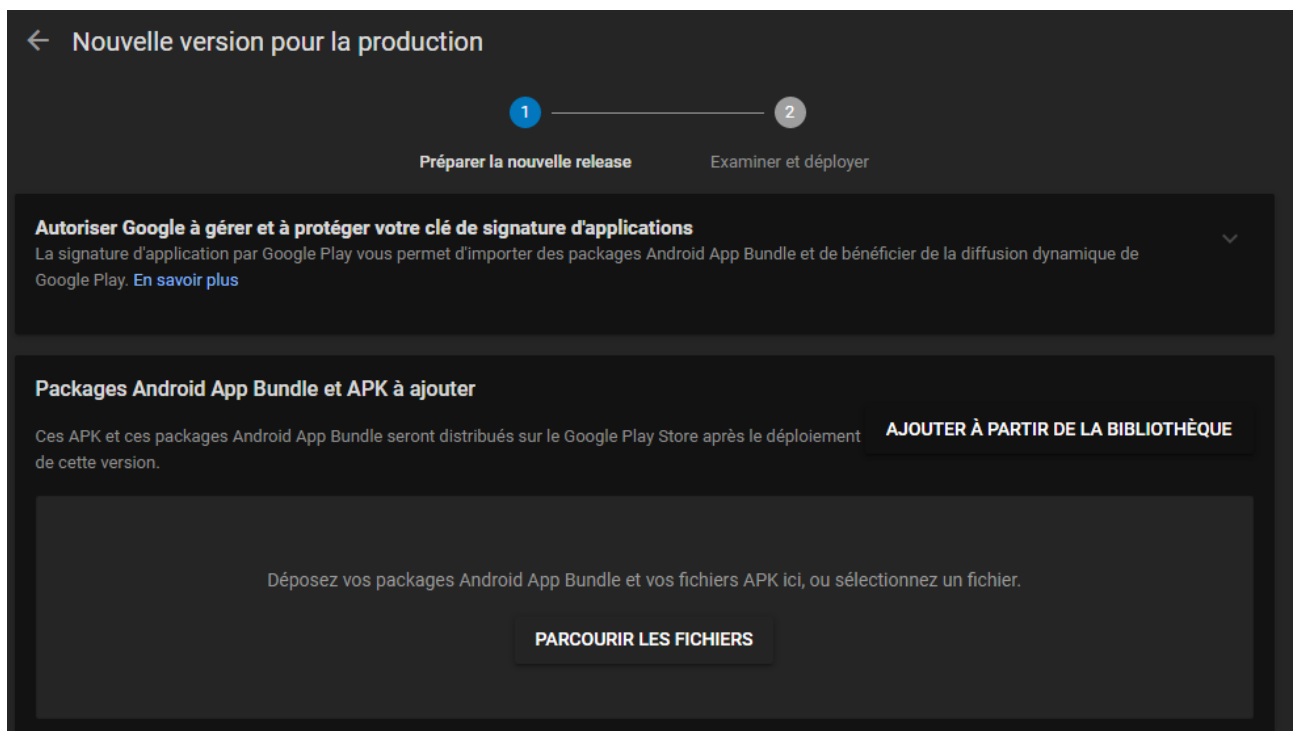 Nouvelle version pour la production
1
2
Préparer la nouvelle release
Examiner et déployer
Autoriser Google à gérer et à protéger votre clé de signature d'applications
La signature d'application par Google Play vous permet d'importer des packages Android App Bundle et de bénéficier de la diffusion dynamique de
Google Play. En savoir plus
Packages Android App Bundle et APK à ajouter
Ces APK et ces packages Android App Bundle seront distribués sur le Google Play Store après le déploiement
de cette version.
AJOUTER À PARTIR DE LA BIBLIOTHÈQUE
Déposez vos packages Android App Bundle et vos fichiers APK ici, ou sélectionnez un fichier.
PARCOURIR LES FICHIERS